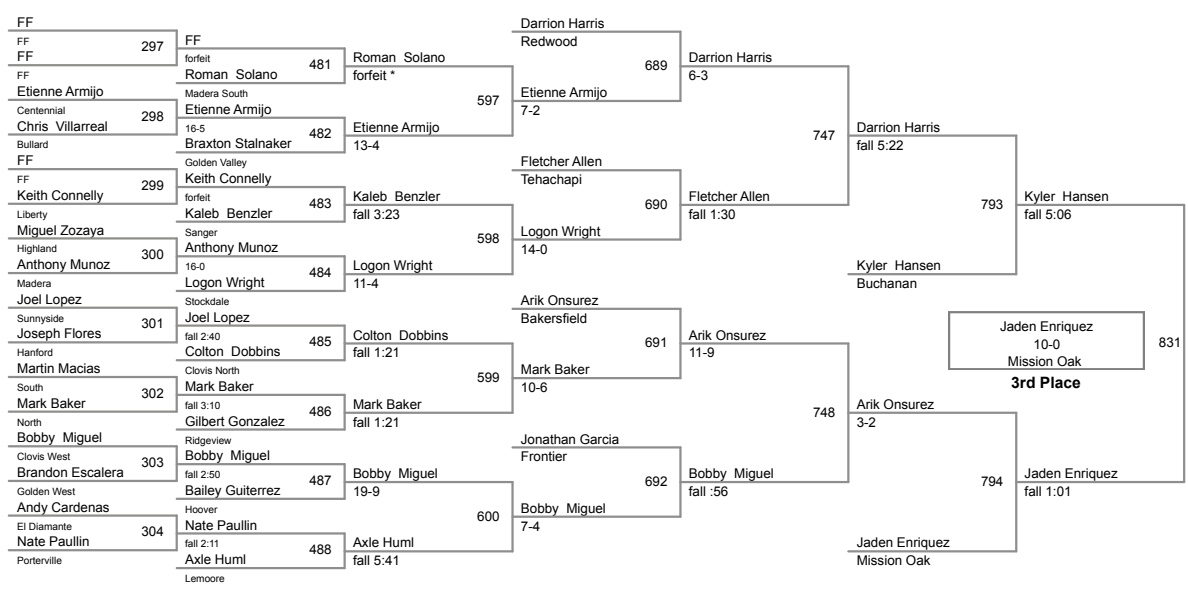 FF
FF
297
FF
FF
Etienne Armijo
Centennial
298
Chris Villarreal
Bullard
FF
FF
299
Keith Connelly
Liberty
Miguel Zozaya
Highland
300
Anthony Munoz
Madera
Joel Lopez
Sunnyside
301
Joseph Flores
Hanford
Martin Macias
South
302
Mark Baker
North
Bobby Miguel
Clovis West
303
Brandon Escalera
Golden West
Andy Cardenas
El Diamante
304
Nate Paullin
Porterville
FF
forfeit
481
Roman Solano
Madera South
Etienne Armijo
16-5
482
Braxton Stalnaker
Golden Valley
Keith Connelly
forfeit
483
Kaleb Benzler
Sanger
Anthony Munoz
16-0
484
Logon Wright
Stockdale
Joel Lopez
fall 2:40
485
Colton Dobbins
Clovis North
Mark Baker
fall 3:10
486
Gilbert Gonzalez
Ridgeview
Bobby Miguel
fall 2:50
487
Bailey Guiterrez
Hoover
Nate Paullin
fall 2:11
488
Axle Huml
Lemoore
Roman Solano
forfeit *
597
Etienne Armijo
13-4
Kaleb Benzler
fall 3:23
598
Logon Wright
11-4
Colton Dobbins
fall 1:21
599
Mark Baker
fall 1:21
Bobby Miguel
19-9
600
Axle Huml
fall 5:41
Darrion Harris
Redwood
689
Etienne Armijo
7-2
Fletcher Allen
Tehachapi
690
Logon Wright
14-0
Arik Onsurez
Bakersfield
691
Mark Baker
10-6
Jonathan Garcia
Frontier
692
Bobby Miguel
7-4
Darrion Harris
6-3
747
Fletcher Allen
fall 1:30
Arik Onsurez
11-9
748
Bobby Miguel
fall :56
Darrion Harris
fall 5:22
793
Kyler Hansen
Buchanan
Arik Onsurez
3-2
794
Jaden Enriquez
Mission Oak
Kyler Hansen
fall 5:06
831
Jaden Enriquez
fall 1:01
Jaden Enriquez
10-0
Mission Oak
3rd Place